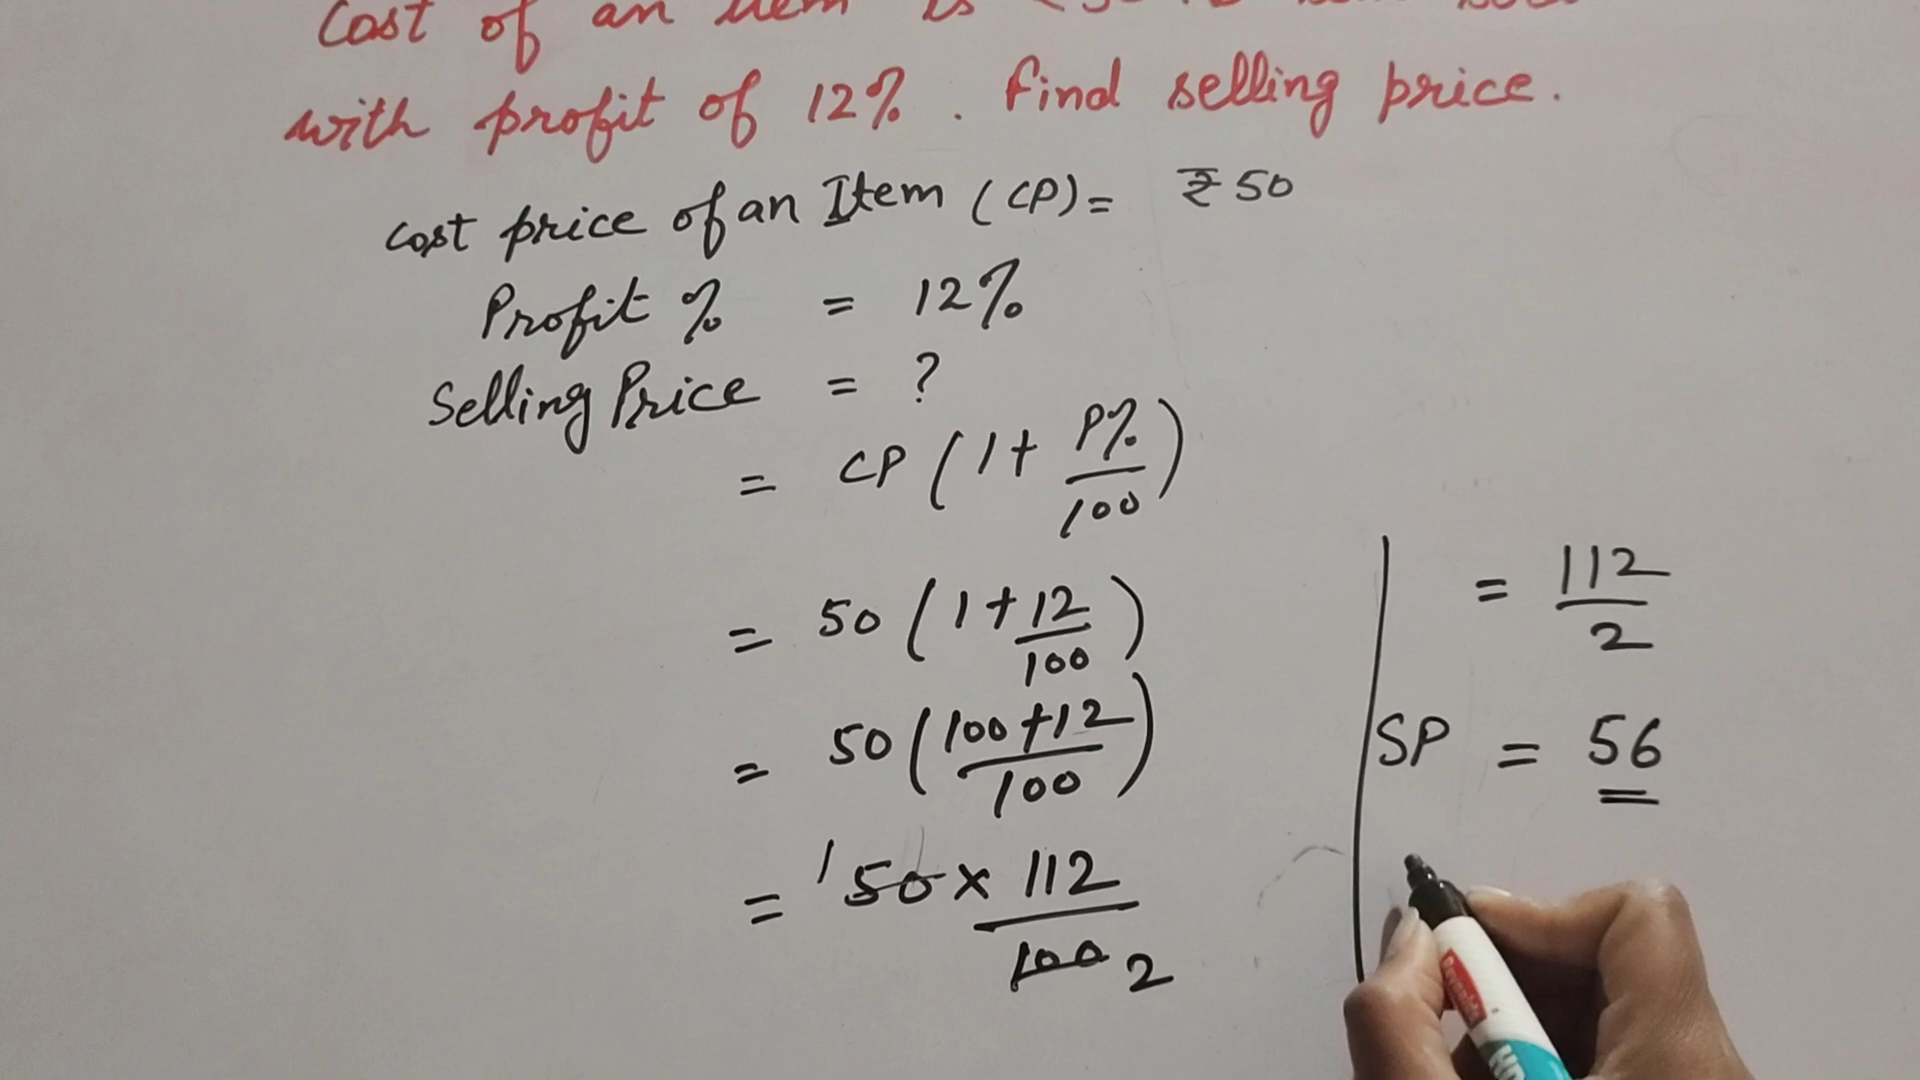 Cost of an item is
with profit of 12%. Find selling price.
cost price of an Item (CP) = ₹ 50
Profit % = 12%
Selling Price = ?
= CP (1 + P%/100)
= 50 (1 + 12/100)
= 50 (100 + 12/100)
= 1 50 × 112/100 2
= 112/2
SP = 56